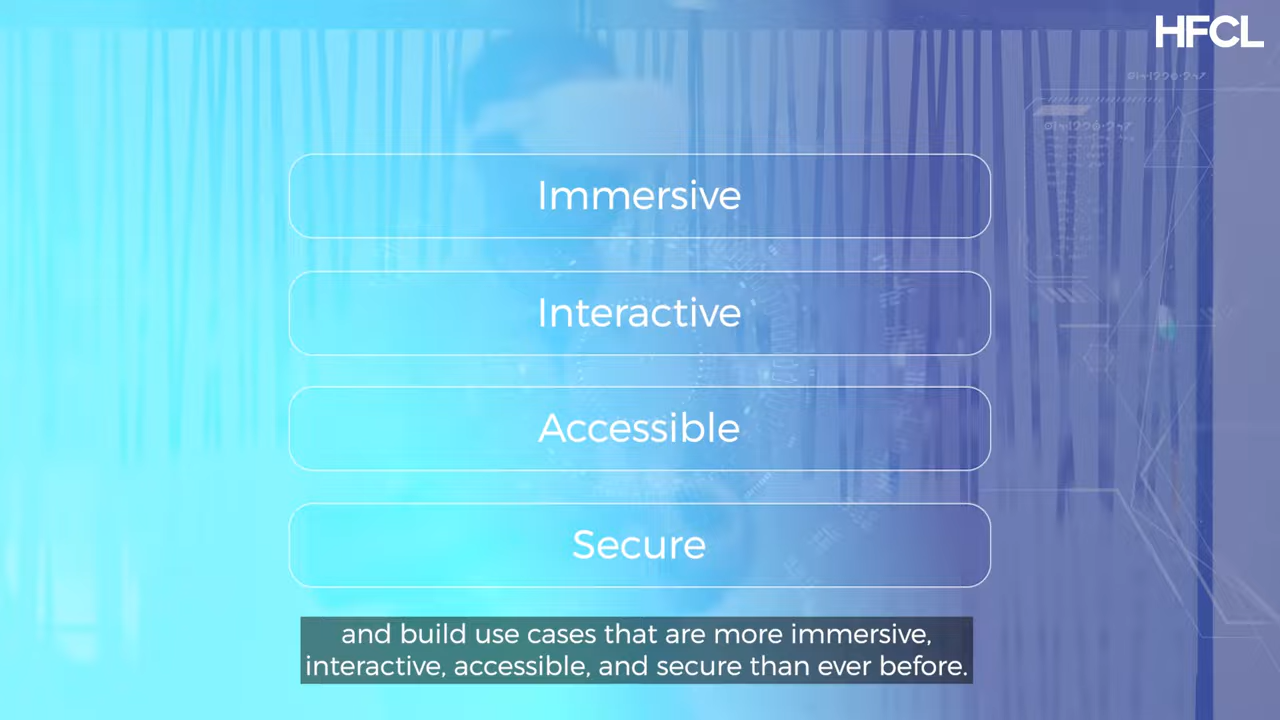 HFCL
Immersive
Interactive
Accessible
Secure
and build use cases that are more immersive,
interactive, accessible, and secure than ever before.